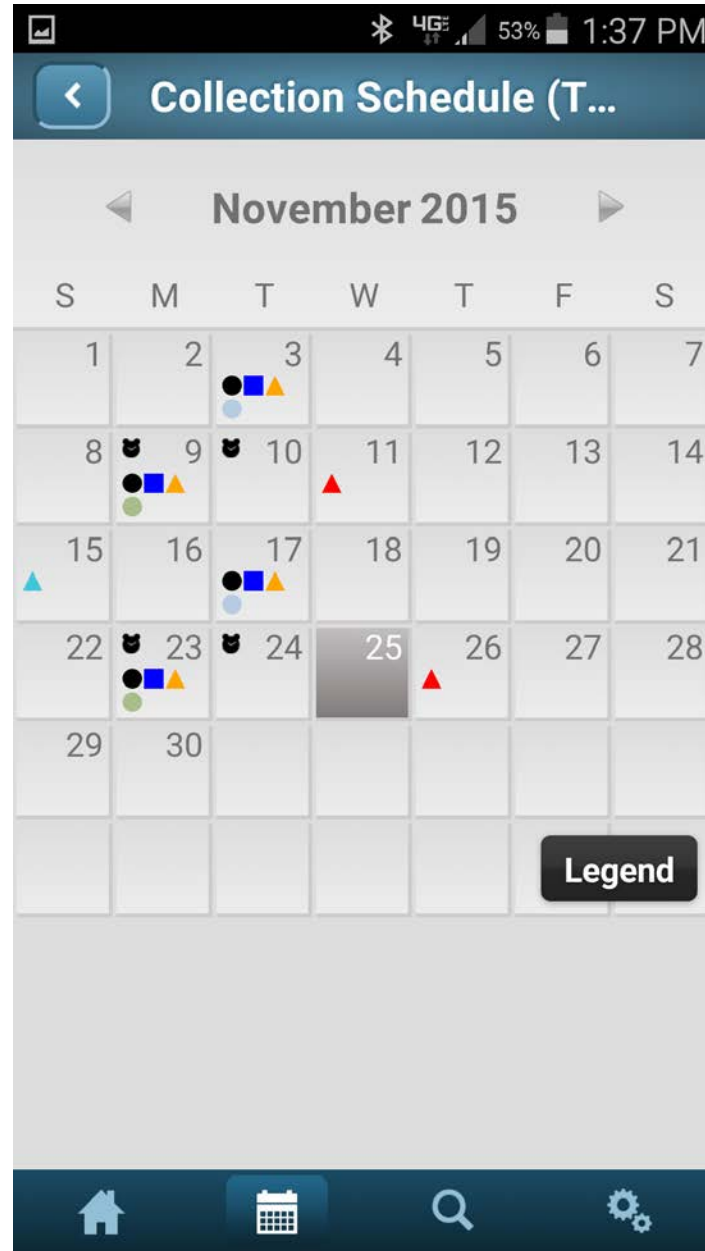 4GE 53% 1:37 PM
Collection Schedule (T...
November 2015
S M T W T F S
1 2 3 4 5 6 7
8 9 10 11 12 13 14
15 16 17 18 19 20 21
22 23 24 25 26 27 28
29 30
Legend